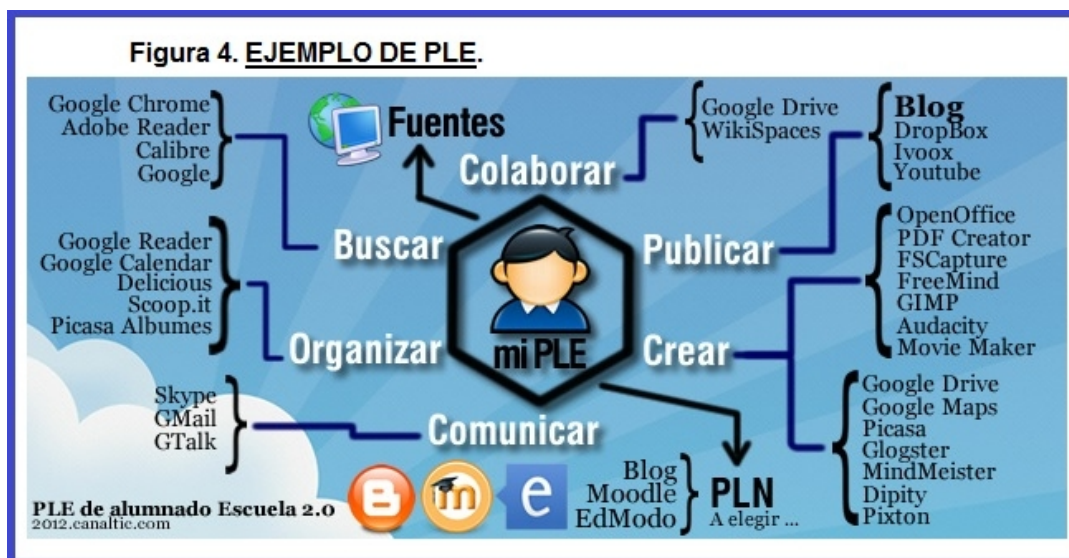 Figura 4. EJEMPLO DE PLE.
Google Chrome
Adobe Reader
Calibre
Google
Buscar
Fuentes
Colaborar
Google Drive
WikiSpaces
Publicar
Blog
DropBox
Ivoox
Youtube
Google Reader
Google Calendar
Delicious
Scoop.it
Picasa Albumes
Organizar
mi PLE
Crear
OpenOffice
PDF Creator
FSCapture
FreeMind
GIMP
Audacity
Movie Maker
Google Drive
Google Maps
Picasa
Glogster
MindMeister
Dipity
Pixton
Skype
GMail
GTalk
Comunicar
Blog
Moodle
EdModo
PLN
A elegir ...
PLE de alumnado Escuela 2.0
2012.canaltic.com